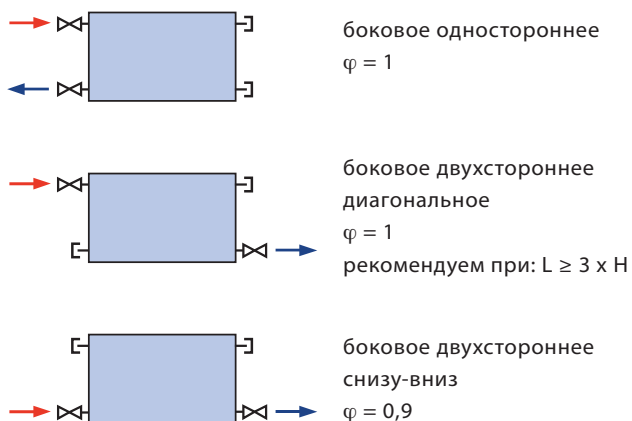 боковое одностороннее
φ = 1
боковое двухстороннее
диагональное
φ = 1
рекомендуем при: L ≥ 3 x H
боковое двухстороннее
снизу-вниз
φ = 0,9